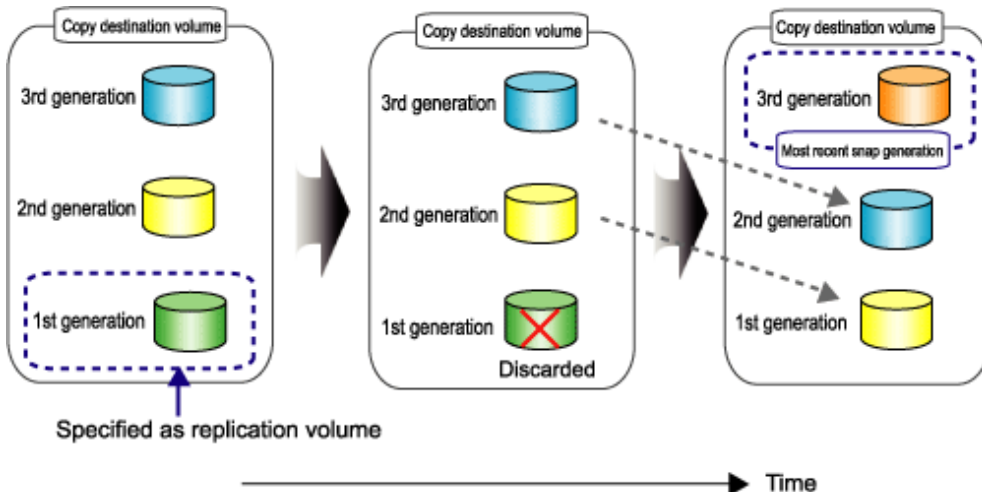 Copy destination volume
3rd generation
2nd generation
1st generation
Specified as replication volume
Copy destination volume
3rd generation
2nd generation
1st generation
Discarded
Copy destination volume
3rd generation
Most recent snap generation
2nd generation
1st generation
Time